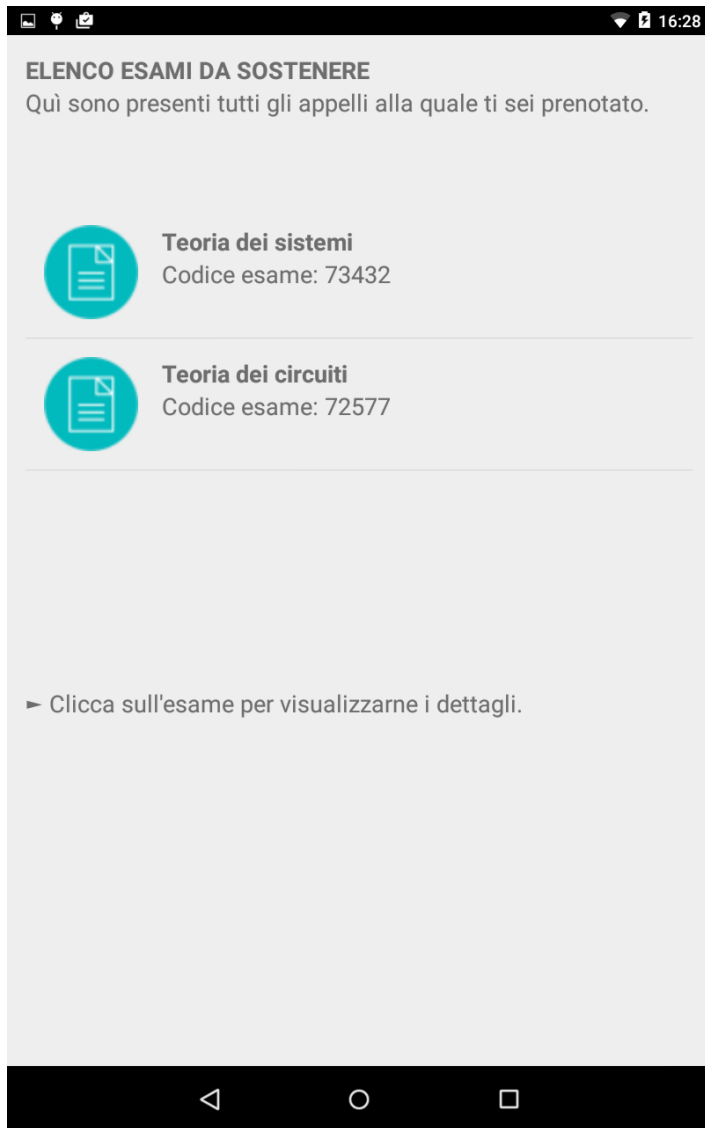 16:28
ELENCO ESAMI DA SOSTENERE
Quì sono presenti tutti gli appelli alla quale ti sei prenotato.
Teoria dei sistemi
Codice esame: 73432
Teoria dei circuiti
Codice esame: 72577
► Clicca sull'esame per visualizzarne i dettagli.